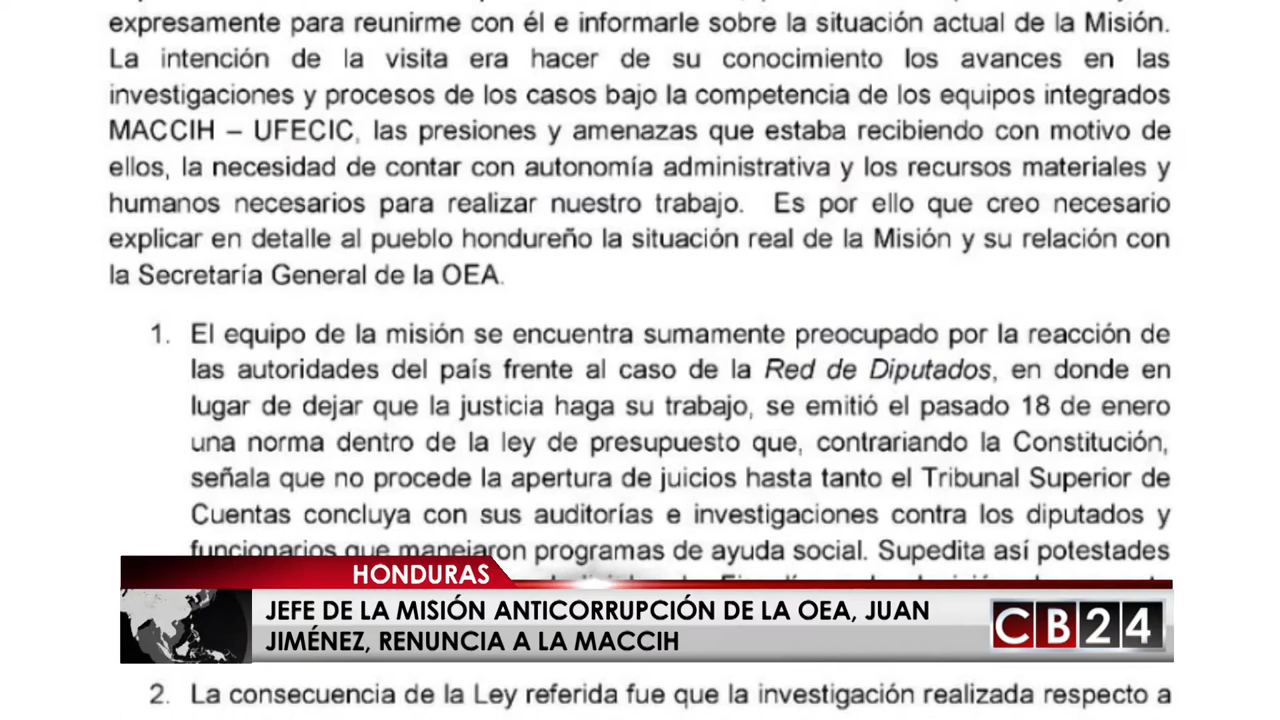 expresamente para reunirme con él e informarle sobre la situación actual de la Misión.
La intención de la visita era hacer de su conocimiento los avances en las
investigaciones y procesos de los casos bajo la competencia de los equipos integrados
MACCIH – UFECIC, las presiones y amenazas que estaba recibiendo con motivo de
ellos, la necesidad de contar con autonomía administrativa y los recursos materiales y
humanos necesarios para realizar nuestro trabajo. Es por ello que creo necesario
explicar en detalle al pueblo hondureño la situación real de la Misión y su relación con
la Secretaría General de la OEA.
1. El equipo de la misión se encuentra sumamente preocupado por la reacción de
las autoridades del país frente al caso de la Red de Diputados, en donde en
lugar de dejar que la justicia haga su trabajo, se emitió el pasado 18 de enero
una norma dentro de la ley de presupuesto que, contrariando la Constitución,
señala que no procede la apertura de juicios hasta tanto el Tribunal Superior de
Cuentas concluya con sus auditorías e investigaciones contra los diputados y
funcionarios que manejaron programas de ayuda social. Supedita así potestades
HONDURAS
JEFE DE LA MISIÓN ANTICORRUPCIÓN DE LA OEA, JUAN
JIMÉNEZ, RENUNCIA A LA MACCIH
CB24
2. La consecuencia de la Ley referida fue que la investigación realizada respecto a